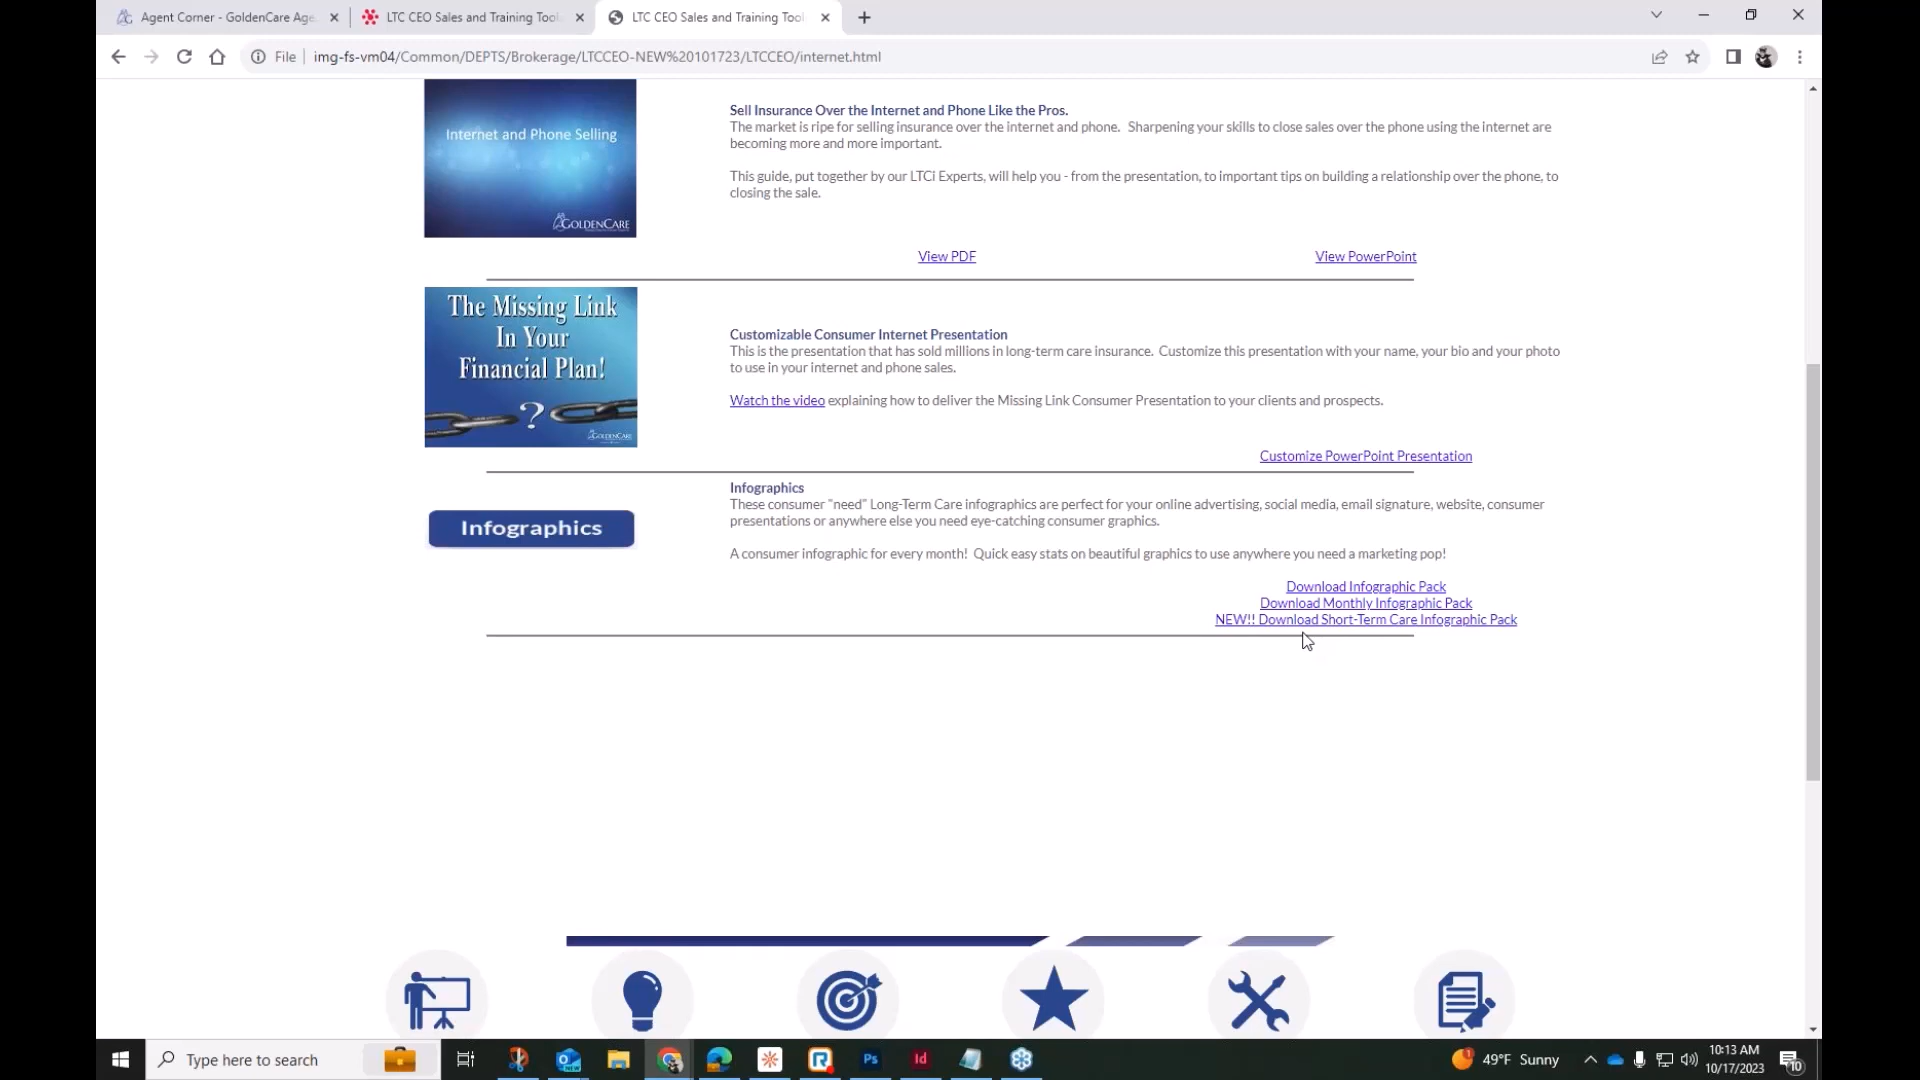 Agent Corner - GoldenCare Age
LTC CEO Sales and Training Tool
LTC CEO Sales and Training Tool
File
img-fs-vm04/Common/DEPTS/Brokerage/LTCCEO-NEW%20101723/LTCCEO/internet.html
Internet and Phone Selling
GOLDENCARE
Sell Insurance Over the Internet and Phone Like the Pros.
The market is ripe for selling insurance over the internet and phone. Sharpening your skills to close sales over the phone using the internet are
becoming more and more important.
This guide, put together by our LTCi Experts, will help you - from the presentation, to important tips on building a relationship over the phone, to
closing the sale.
View PDF
View PowerPoint
The Missing Link
In Your
Financial Plan!
?
GOLDENCARE
Customizable Consumer Internet Presentation
This is the presentation that has sold millions in long-term care insurance. Customize this presentation with your name, your bio and your photo
to use in your internet and phone sales.
Watch the video explaining how to deliver the Missing Link Consumer Presentation to your clients and prospects.
Customize PowerPoint Presentation
Infographics
Infographics
These consumer "need" Long-Term Care infographics are perfect for your online advertising, social media, email signature, website, consumer
presentations or anywhere else you need eye-catching consumer graphics.
A consumer infographic for every month! Quick easy stats on beautiful graphics to use anywhere you need a marketing pop!
Download Infographic Pack
Download Monthly Infographic Pack
NEW!! Download Short-Term Care Infographic Pack
Type here to search
NEW
Ps
Id
49°F Sunny
10:13 AM
10/17/2023
10